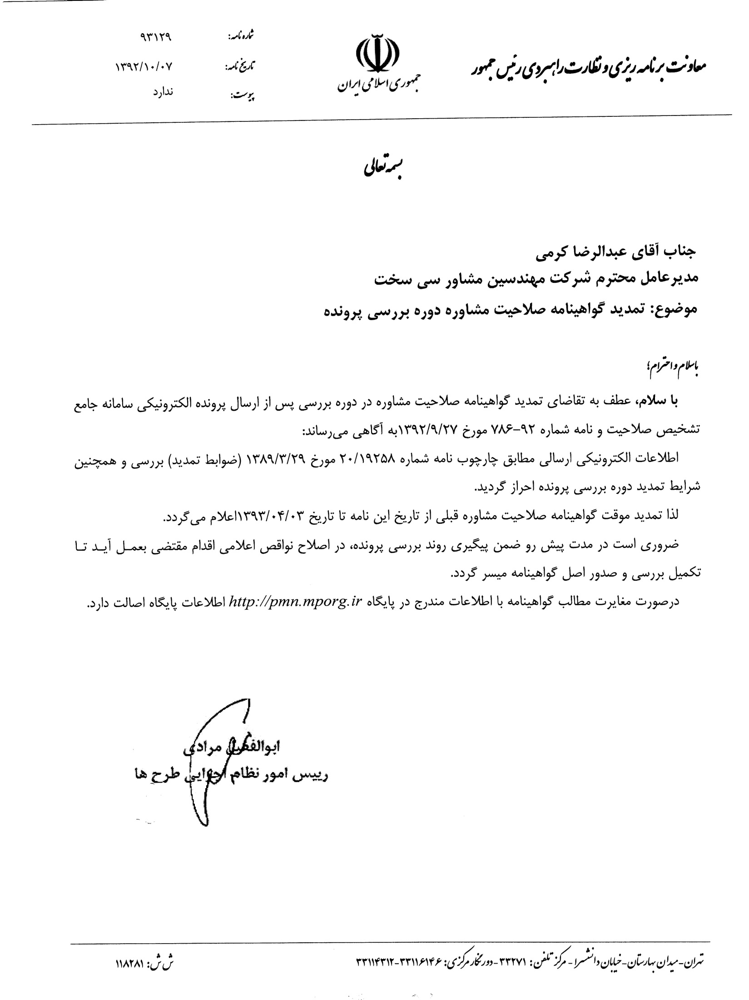 معاونت برنامه ریزی و نظارت راهبردی رئیس جمهور
جمهوری اسلامی ایران
شماره نامه: ۹۳۱۲۹
تاریخ نامه: ۱۳۹۲/۱۰/۰۷
پیوست: ندارد
بسمه تعالی
جناب آقای عبدالرضا کرمی
مدیرعامل محترم شرکت مهندسین مشاور سی سخت
موضوع: تمدید گواهینامه صلاحیت مشاوره دوره بررسی پرونده
باسلام و احترام؛
با سلام، عطف به تقاضای تمدید گواهینامه صلاحیت مشاوره در دوره بررسی پس از ارسال پرونده الکترونیکی سامانه جامع
تشخیص صلاحیت و نامه شماره ۹۲-۷۸۶ مورخ ۱۳۹۲/۹/۲۷به آگاهی می‌رساند:
اطلاعات الکترونیکی ارسالی مطابق چارچوب نامه شماره ۲۰/۱۹۲۵۸ مورخ ۱۳۸۹/۳/۲۹ (ضوابط تمدید) بررسی و همچنین
شرایط تمدید دوره بررسی پرونده احراز گردید.
لذا تمدید موقت گواهینامه صلاحیت مشاوره قبلی از تاریخ این نامه تا تاریخ ۱۳۹۳/۰۴/۰۳اعلام می‌گردد.
ضروری است در مدت پیش رو ضمن پیگیری روند بررسی پرونده، در اصلاح نواقص اعلامی اقدام مقتضی بعمـل آیـد تـا
تکمیل بررسی و صدور اصل گواهینامه میسر گردد.
درصورت مغایرت مطالب گواهینامه با اطلاعات مندرج در پایگاه http://pmn.mporg.ir اطلاعات پایگاه اصالت دارد.
ابوالفضل مرادی
رییس امور نظام اجرایی طرح ها
تهران-میدان بهارستان-خیابان دانشسرا-مرکز تلفن: ۳۳۲۷۱-دورنگار مرکزی: ۳۳۱۱۶۱۴۶-۳۳۱۱۴۳۱۲
ش ش: ۱۱۸۲۸۱